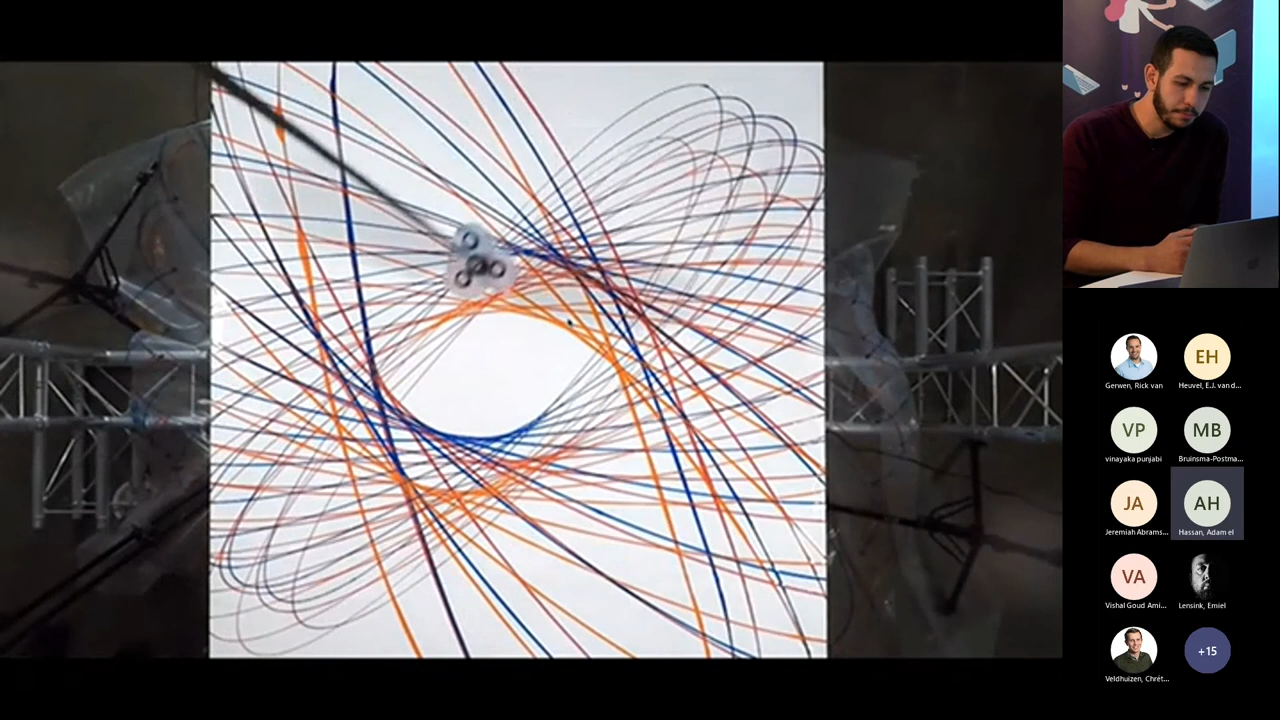 Gerwen, Rick van
EH
Heuvel, E.J. van d...
VP
vinayaka punjabi
MB
Bruinsma-Postma...
JA
Jeremiah Abrams...
AH
Hassan, Adam el
VA
Vishal Goud Ami...
Lensink, Emiel
Veldhuizen, Chrét...
+15